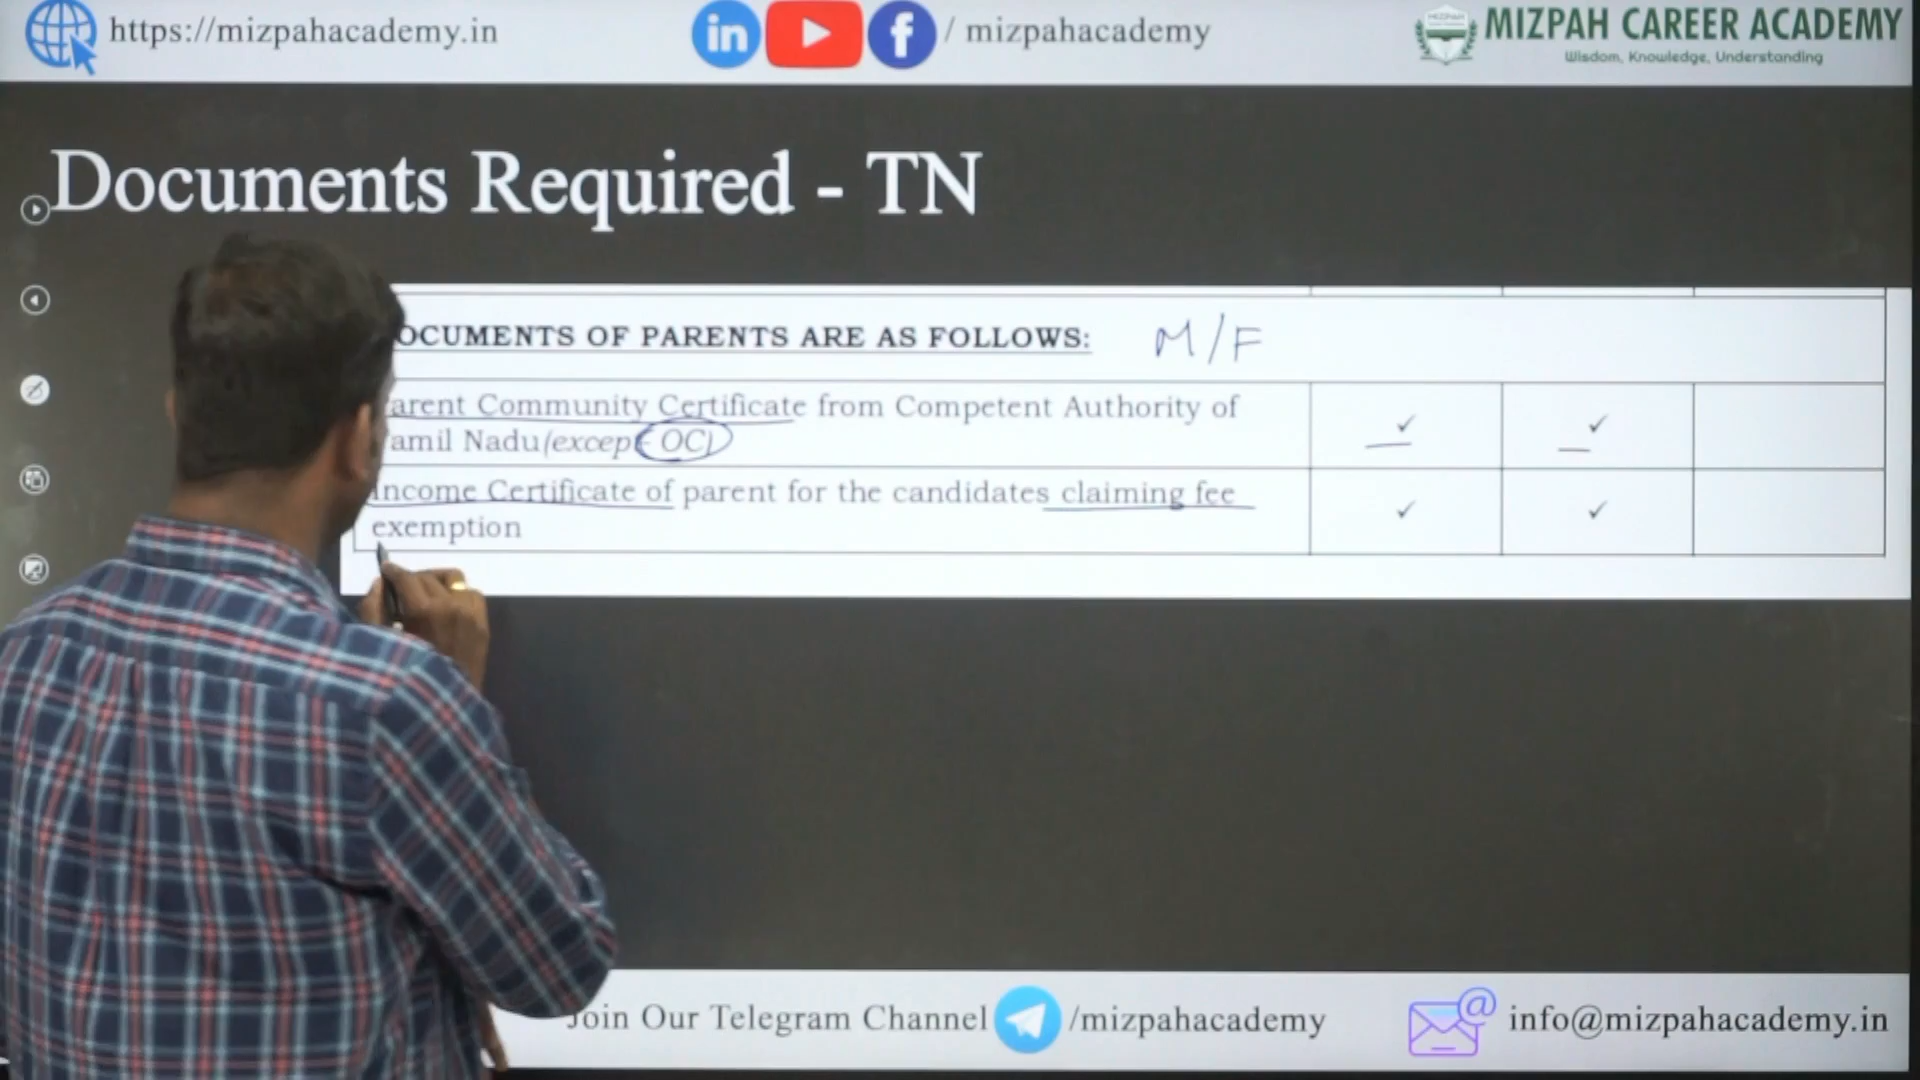 https://mizpahacademy.in
/ mizpahacademy
MIZPAH CAREER ACADEMY
Wisdom, Knowledge, Understanding
Documents Required - TN
OCUMENTS OF PARENTS ARE AS FOLLOWS: M/F
arent Community Certificate from Competent Authority of
amil Nadu(except OC) ✓ ✓
Income Certificate of parent for the candidates claiming fee
exemption ✓ ✓
Join Our Telegram Channel /mizpahacademy
info@mizpahacademy.in